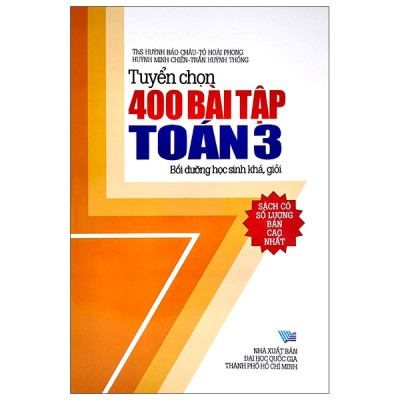 ThS HUỲNH BẢO CHÂU-TÔ HOÀI PHONG
HUỲNH MINH CHIẾN-TRẦN HUỲNH THÔNG
Tuyển chọn
400 BÀI TẬP
TOÁN 3
Bồi dưỡng học sinh khá, giỏi
SÁCH CÓ
SỐ LƯỢNG
BÁN
CAO
NHẤT
NHÀ XUẤT BẢN
ĐẠI HỌC QUỐC GIA
THÀNH PHỐ HỒ CHÍ MINH